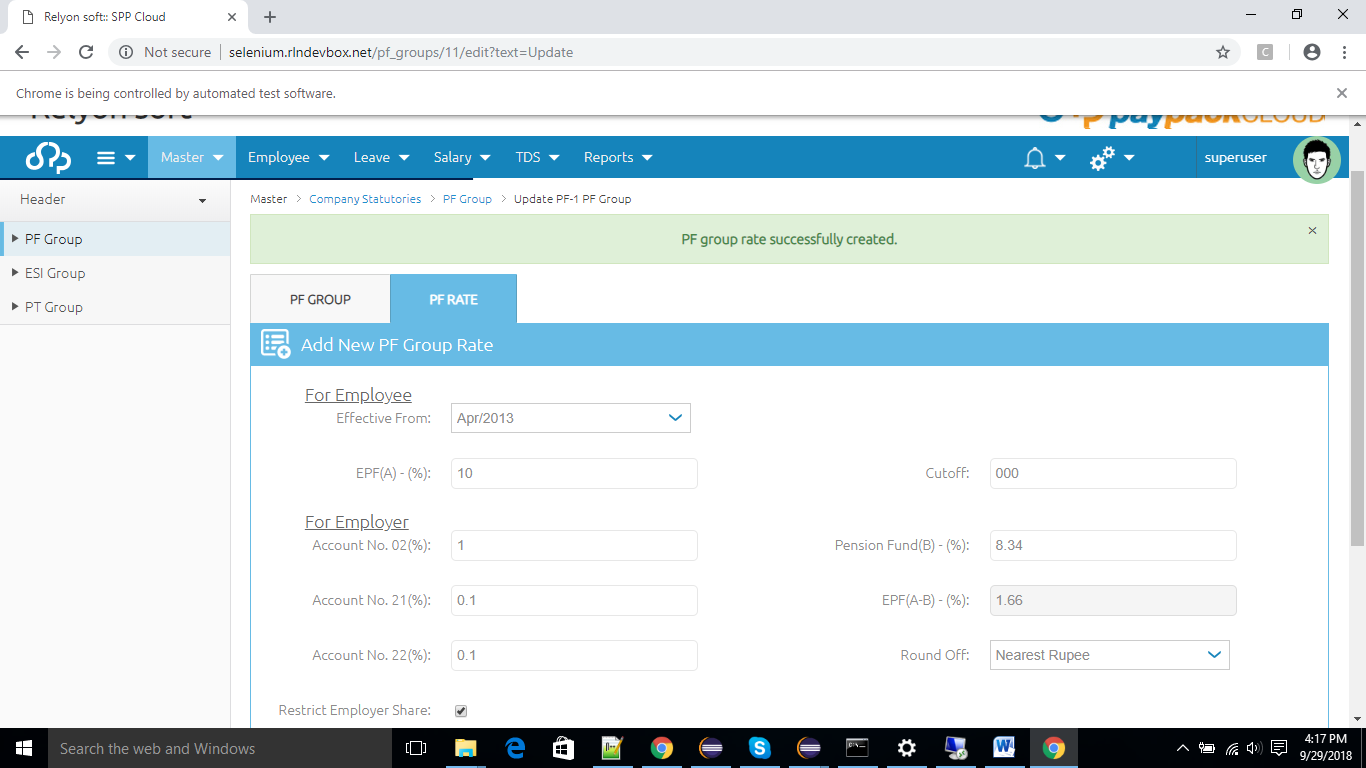 Relyon soft:: SPP Cloud
Not secure
selenium.rlndevbox.net/pf_groups/11/edit?text=Update
C
Chrome is being controlled by automated test software.
Relyon soft
paypackCLOUD
Master
Employee
Leave
Salary
TDS
Reports
superuser
Header
PF Group
ESI Group
PT Group
Master > Company Statutories > PF Group > Update PF-1 PF Group
PF group rate successfully created.
PF GROUP
PF RATE
Add New PF Group Rate
For Employee
Effective From: Apr/2013
EPF(A) - (%): 10
Cutoff: 000
For Employer
Account No. 02(%): 1
Pension Fund(B) - (%): 8.34
Account No. 21(%): 0.1
EPF(A-B) - (%): 1.66
Account No. 22(%): 0.1
Round Off: Nearest Rupee
Restrict Employer Share:
Search the web and Windows
4:17 PM
9/29/2018